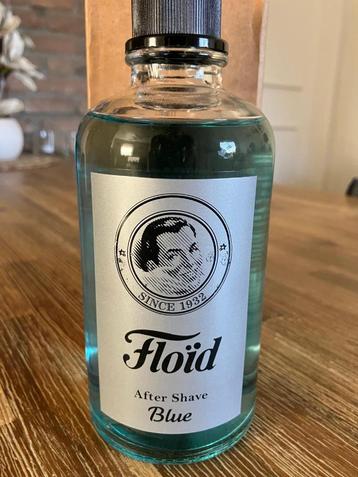 SINCE 1932
Floïd
After Shave
Blue